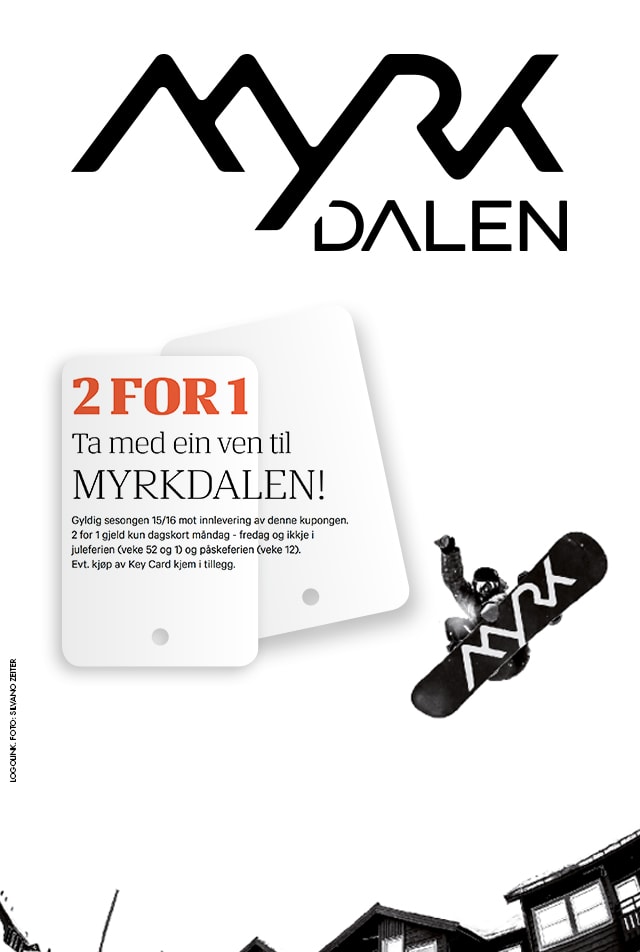 MYRK
DALEN
2 FOR 1
Ta med ein ven til
MYRKDALEN!
Gyldig sesongen 15/16 mot innlevering av denne kupongen.
2 for 1 gjeld kun dagskort måndag - fredag og ikkje i
juleferien (veke 52 og 1) og påskeferien (veke 12).
Evt. kjøp av Key Card kjem i tillegg.
MYRK
LOGOLINK. FOTO: SILVANO ZEITER